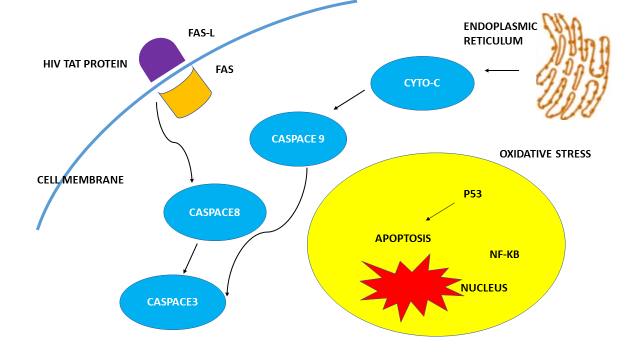 FAS-L
HIV TAT PROTEIN
FAS
ENDOPLASMIC
RETICULUM
CYTO-C
CASPACE 9
OXIDATIVE STRESS
CELL MEMBRANE
P53
CASPACE8
APOPTOSIS
NF-KB
NUCLEUS
CASPACE3